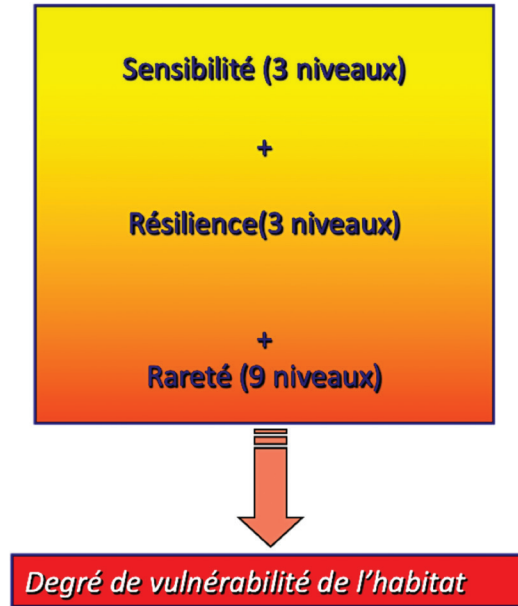 Sensibilité (3 niveaux)
+
Résilience(3 niveaux)
+
Rareté (9 niveaux)
Degré de vulnérabilité de l'habitat